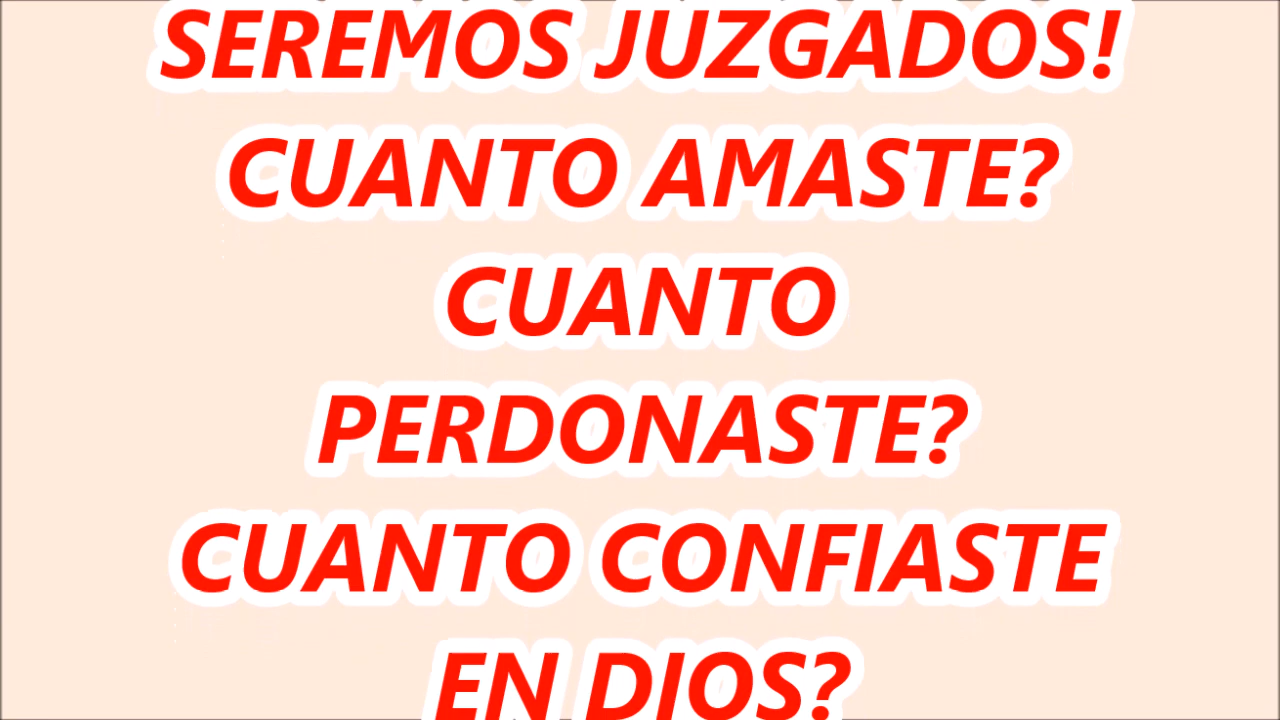 SEREMOS JUZGADOS!
CUANTO AMASTE?
CUANTO
PERDONASTE?
CUANTO CONFIASTE
EN DIOS?